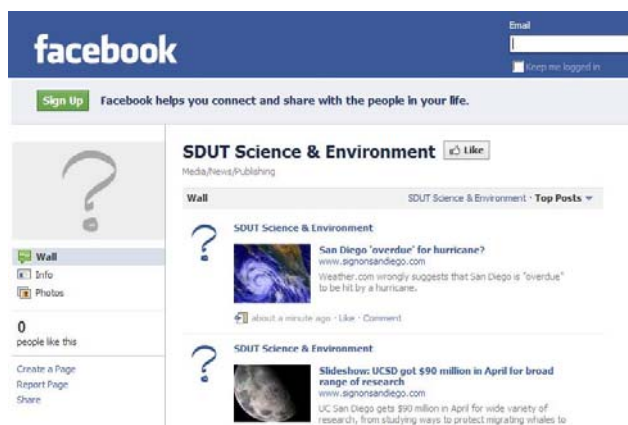 facebook
Email
Keep me logged in
Sign Up
Facebook helps you connect and share with the people in your life.
SDUT Science & Environment
Like
Media/News/Publishing
Wall
SDUT Science & Environment · Top Posts
Wall
Info
Photos
0
people like this
Create a Page
Report Page
Share
SDUT Science & Environment
San Diego 'overdue' for hurricane?
www.signonsandiego.com
Weather.com wrongly suggests that San Diego is "overdue"
to be hit by a hurricane.
about a minute ago · Like · Comment
SDUT Science & Environment
Slideshow: UCSD got $90 million in April for broad
range of research
www.signonsandiego.com
UC San Diego gets $90 million in April for wide variety of
research, from studying ways to protect migrating whales to